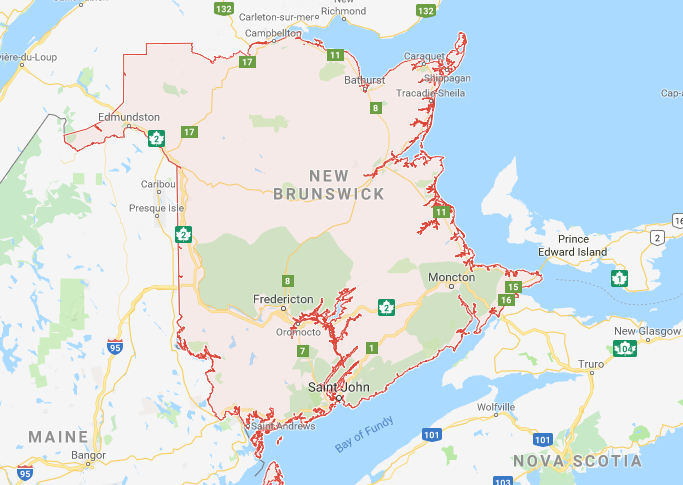 132
Carleton-sur-mer
New
Richmond
132
Campbellton
ière-du-Loup
17
11
Caraquet
Shippagan
Bathurst
Tracadie-Sheila
8
Edmundston
2
17
Caribou
Presque Isle
NEW
BRUNSWICK
11
2
Prince
Edward Island
2
16
Cap-a
1
8
Moncton
15
16
Fredericton
2
Oromocto
7
1
95
New Glasgow
104
Truro
Saint John
Wolfville
Saint Andrews
Bay of Fundy
101
101
MAINE
Bangor
95
NOVA SCOTIA
103